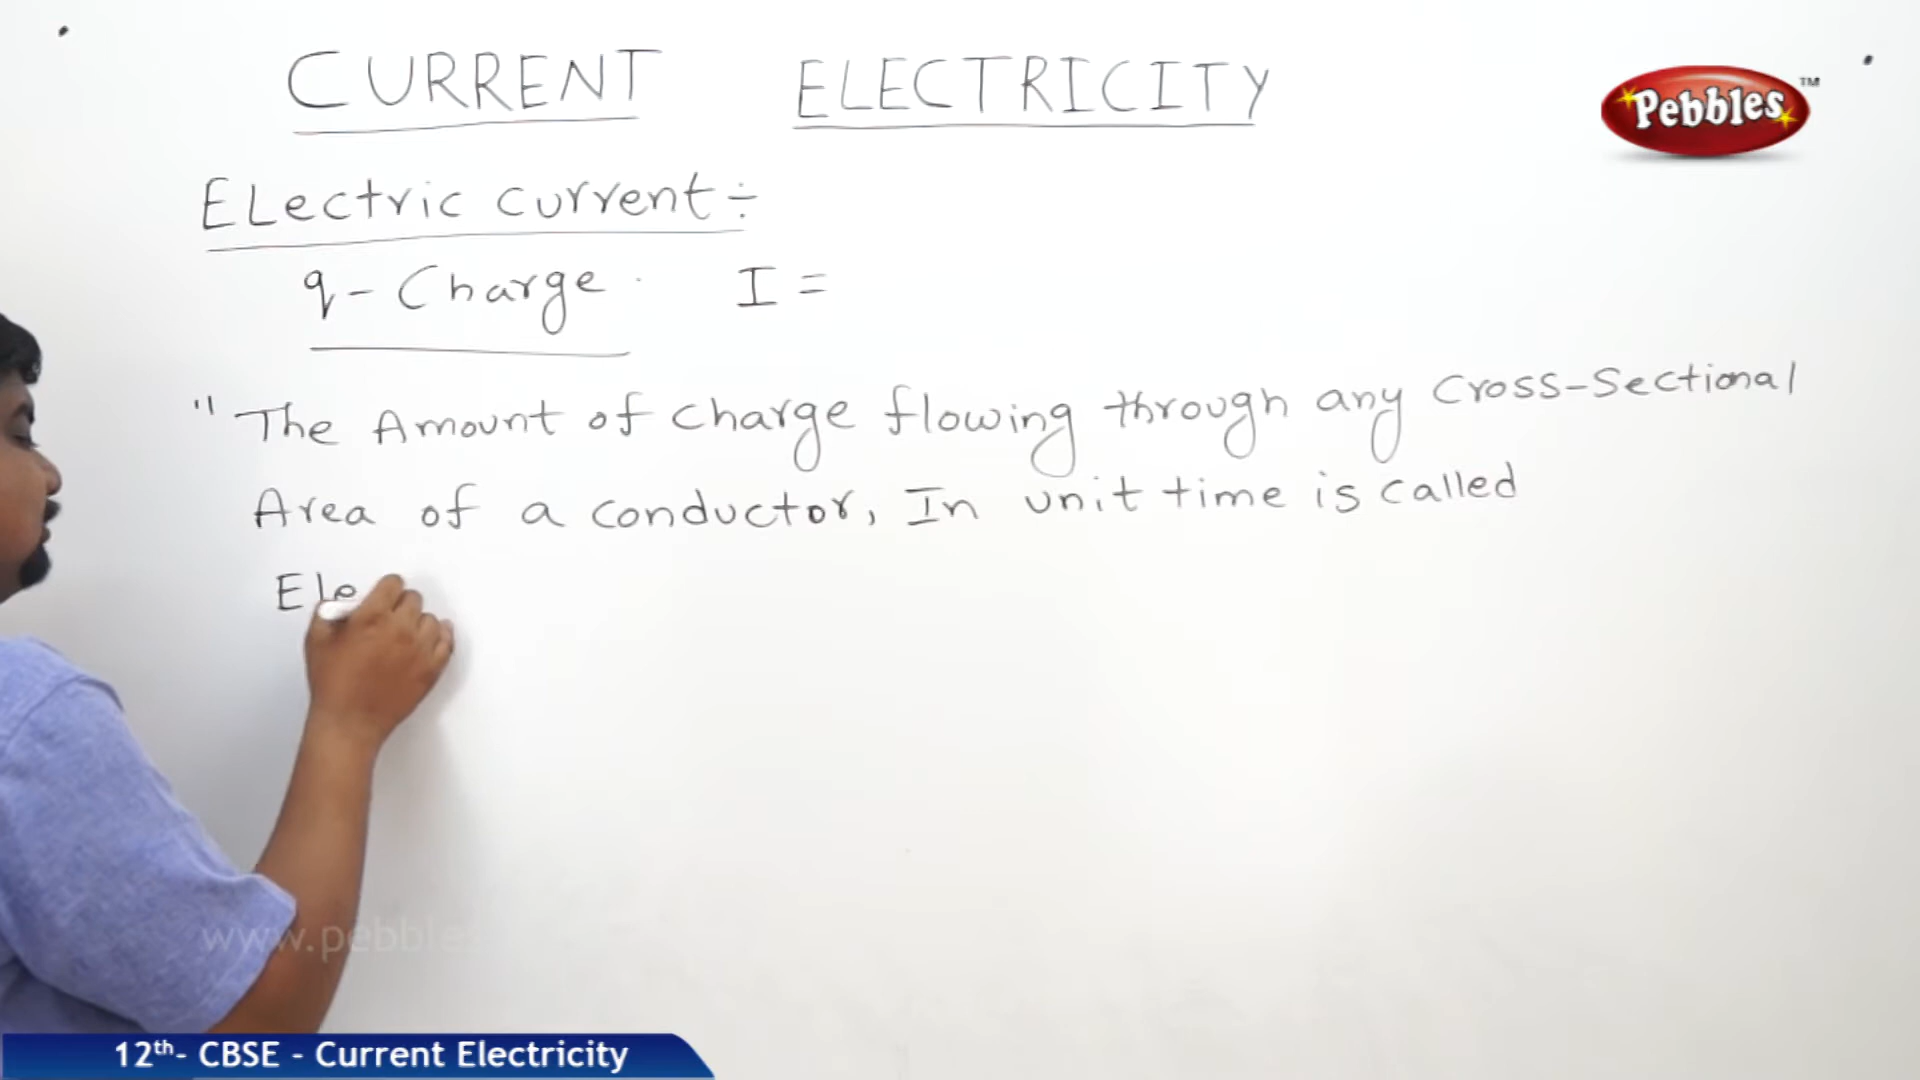 CURRENT ELECTRICITY
Pebbles™
ELectric current ÷
q - Charge. I =
"The Amount of charge flowing through any Cross-Sectional
Area of a conductor, In unit time is called
Ele
www.pebbles
12th- CBSE - Current Electricity